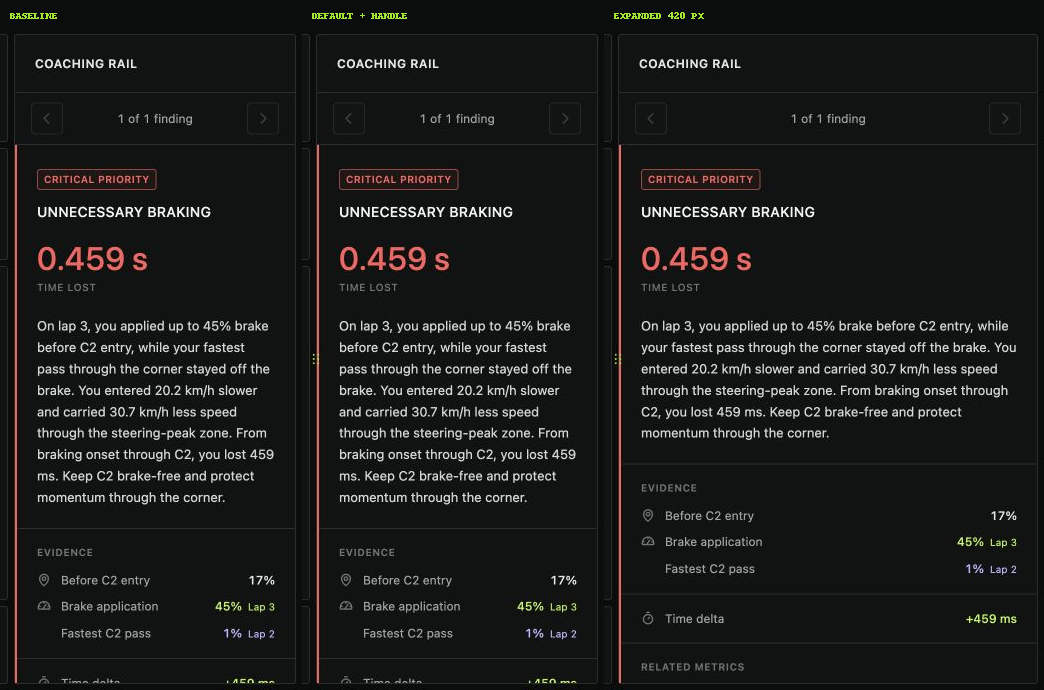 BASELINE
COACHING RAIL
1 of 1 finding
CRITICAL PRIORITY
UNNECESSARY BRAKING
0.459 s
TIME LOST
On lap 3, you applied up to 45% brake
before C2 entry, while your fastest
pass through the corner stayed off the
brake. You entered 20.2 km/h slower
and carried 30.7 km/h less speed
through the steering-peak zone. From
braking onset through C2, you lost 459
ms. Keep C2 brake-free and protect
momentum through the corner.
EVIDENCE
Before C2 entry 17%
Brake application 45% Lap 3
Fastest C2 pass 1% Lap 2
Time delta +459 ms
DEFAULT + HANDLE
COACHING RAIL
1 of 1 finding
CRITICAL PRIORITY
UNNECESSARY BRAKING
0.459 s
TIME LOST
On lap 3, you applied up to 45% brake
before C2 entry, while your fastest
pass through the corner stayed off the
brake. You entered 20.2 km/h slower
and carried 30.7 km/h less speed
through the steering-peak zone. From
braking onset through C2, you lost 459
ms. Keep C2 brake-free and protect
momentum through the corner.
EVIDENCE
Before C2 entry 17%
Brake application 45% Lap 3
Fastest C2 pass 1% Lap 2
Time delta +459 ms
EXPANDED 420 PX
COACHING RAIL
1 of 1 finding
CRITICAL PRIORITY
UNNECESSARY BRAKING
0.459 s
TIME LOST
On lap 3, you applied up to 45% brake before C2 entry, while
your fastest pass through the corner stayed off the brake. You
entered 20.2 km/h slower and carried 30.7 km/h less speed
through the steering-peak zone. From braking onset through
C2, you lost 459 ms. Keep C2 brake-free and protect
momentum through the corner.
EVIDENCE
Before C2 entry 17%
Brake application 45% Lap 3
Fastest C2 pass 1% Lap 2
Time delta +459 ms
RELATED METRICS